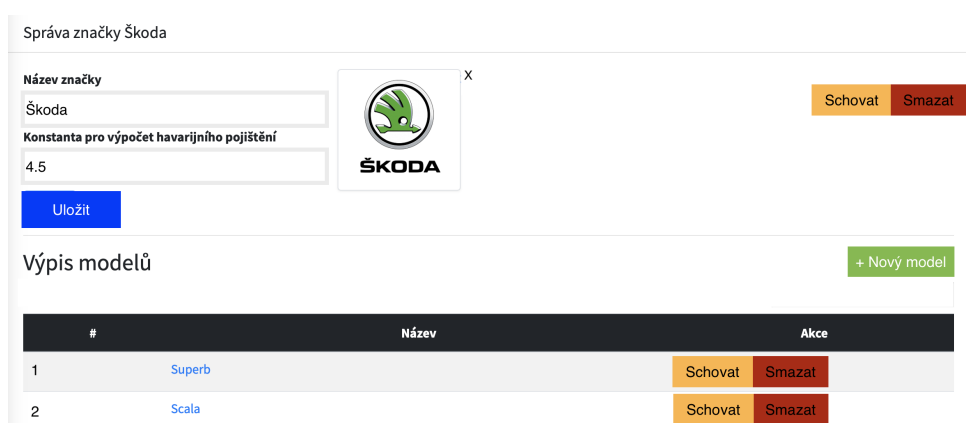 Správa značky Škoda
Název značky
Škoda
Konstanta pro výpočet havarijního pojištění
4.5
Uložit
ŠKODA
X
Schovat Smazat
Výpis modelů
+ Nový model
# Název Akce
1 Superb Schovat Smazat
2 Scala Schovat Smazat